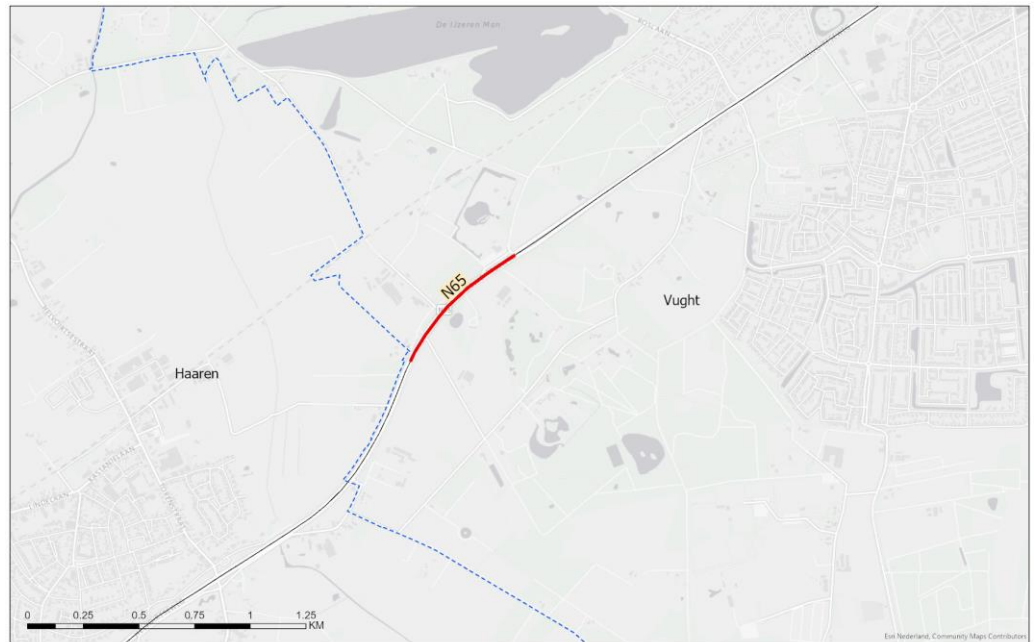 De IJzeren Man
BOSLAAN
N65
Vught
Haaren
0 0.25 0.5 0.75 1 1.25
KM
Esri Nederland, Community Maps Contributors